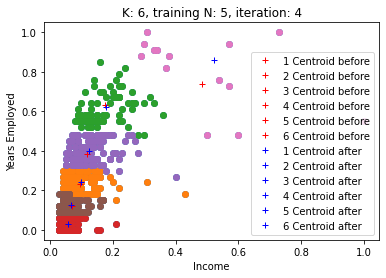 K: 6, training N: 5, iteration: 4
Years Employed
1.0
0.8
0.6
0.4
0.2
0.0
1 Centroid before
2 Centroid before
3 Centroid before
4 Centroid before
5 Centroid before
6 Centroid before
1 Centroid after
2 Centroid after
3 Centroid after
4 Centroid after
5 Centroid after
6 Centroid after
0.0 0.2 0.4 0.6 0.8 1.0
Income